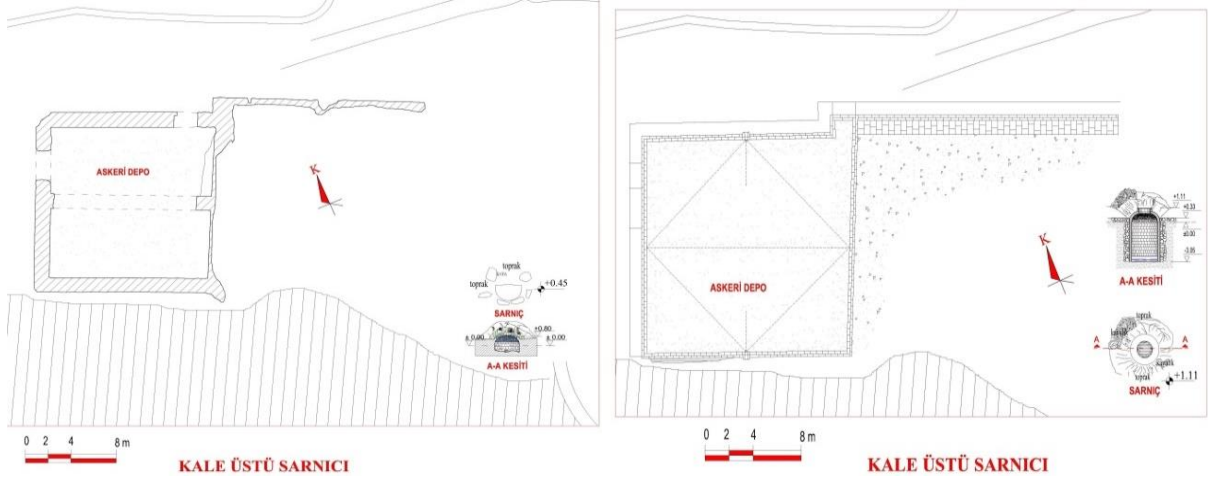 ASKERİ DEPO
K
toprak
toprak
+0.45
SARNIÇ
+0.80
± 0.00
± 0.00
A-A KESİTİ
0 2 4 8 m
KALE ÜSTÜ SARNICI
ASKERİ DEPO
K
+1.11
+0.33
±0.00
A-A KESİTİ
toprak
A
A
toprak
+1.11
SARNIÇ
0 2 4 8 m
KALE ÜSTÜ SARNICI